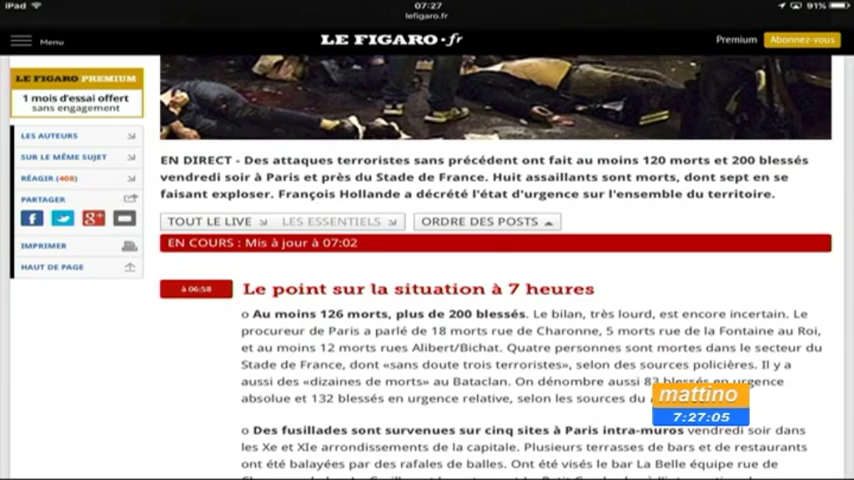 iPad
07:27
91%
lefigaro.fr
Menu
LE FIGARO·fr
Premium
Abonnez-vous
LE FIGARO PREMIUM
1 mois d'essai offert
sans engagement
LES AUTEURS
SUR LE MÊME SUJET
RÉAGIR (408)
PARTAGER
IMPRIMER
HAUT DE PAGE
EN DIRECT - Des attaques terroristes sans précédent ont fait au moins 120 morts et 200 blessés
vendredi soir à Paris et près du Stade de France. Huit assaillants sont morts, dont sept en se
faisant exploser. François Hollande a décrété l'état d'urgence sur l'ensemble du territoire.
TOUT LE LIVE LES ESSENTIELS ORDRE DES POSTS
EN COURS : Mis à jour à 07:02
à 06:58
Le point sur la situation à 7 heures
o Au moins 126 morts, plus de 200 blessés. Le bilan, très lourd, est encore incertain. Le
procureur de Paris a parlé de 18 morts rue de Charonne, 5 morts rue de la Fontaine au Roi,
et au moins 12 morts rues Alibert/Bichat. Quatre personnes sont mortes dans le secteur du
Stade de France, dont «sans doute trois terroristes», selon des sources policières. Il y a
aussi des «dizaines de morts» au Bataclan. On dénombre aussi 83 blessés en urgence
absolue et 132 blessés en urgence relative, selon les sources du
mattino
7:27:05
o Des fusillades sont survenues sur cinq sites à Paris intra-muros vendredi soir dans
les Xe et XIe arrondissements de la capitale. Plusieurs terrasses de bars et de restaurants
ont été balayées par des rafales de balles. Ont été visés le bar La Belle équipe rue de